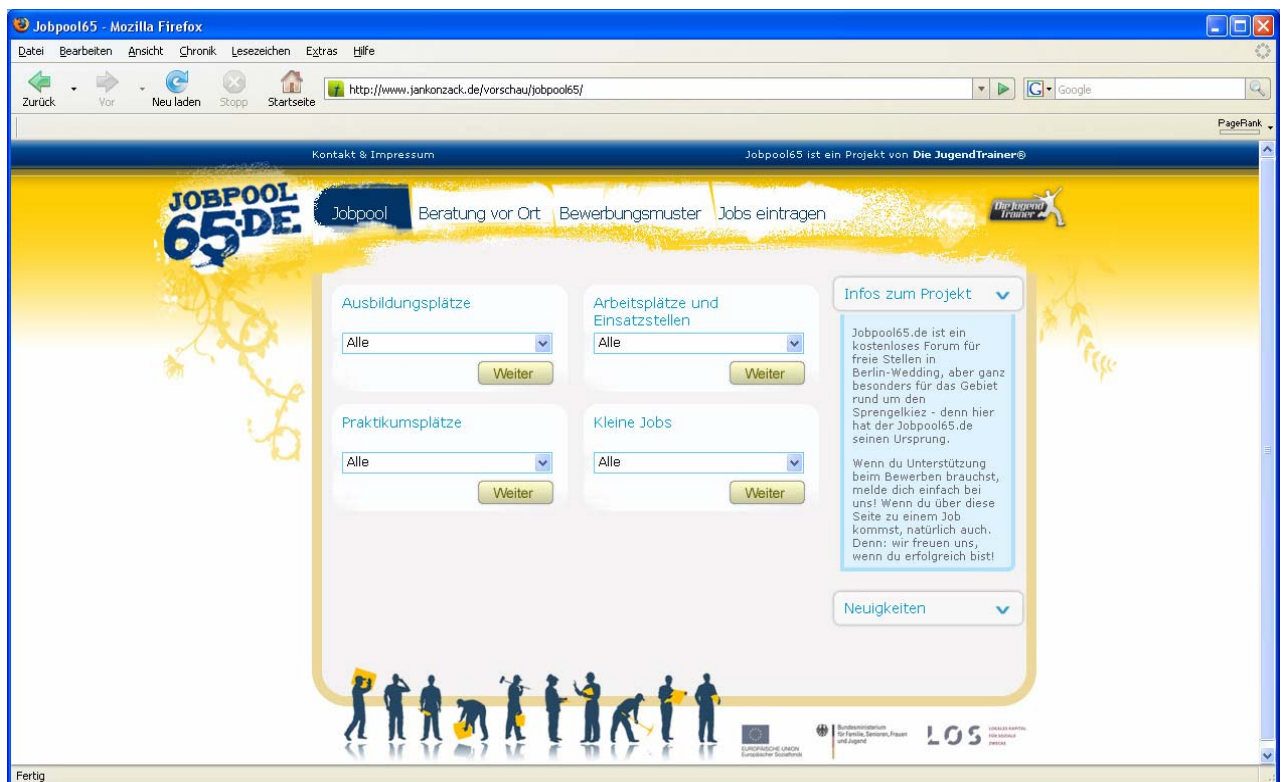 Jobpool65 - Mozilla Firefox
Datei Bearbeiten Ansicht Chronik Lesezeichen Extras Hilfe
Zurück Vor Neu laden Stopp Startseite
http://www.jankonzack.de/vorschau/jobpool65/
G Google
PageRank
Kontakt & Impressum
Jobpool65 ist ein Projekt von Die JugendTrainer®
JOBPOOL
65.DE
Jobpool Beratung vor Ort Bewerbungsmuster Jobs eintragen
Die Jugend
Trainer
Ausbildungsplätze
Alle
Weiter
Arbeitsplätze und
Einsatzstellen
Alle
Weiter
Praktikumsplätze
Alle
Weiter
Kleine Jobs
Alle
Weiter
Infos zum Projekt
Jobpool65.de ist ein
kostenloses Forum für
freie Stellen in
Berlin-Wedding, aber ganz
besonders für das Gebiet
rund um den
Sprengelkiez - denn hier
hat der Jobpool65.de
seinen Ursprung.
Wenn du Unterstützung
beim Bewerben brauchst,
melde dich einfach bei
uns! Wenn du über diese
Seite zu einem Job
kommst, natürlich auch.
Denn: wir freuen uns,
wenn du erfolgreich bist!
Neuigkeiten
EUROPÄISCHE UNION
Europäischer Sozialfonds
Bundesministerium
für Familie, Senioren, Frauen
und Jugend
LOS
LOKALES KAPITAL
FÜR SOZIALE
ZWECKE
Fertig